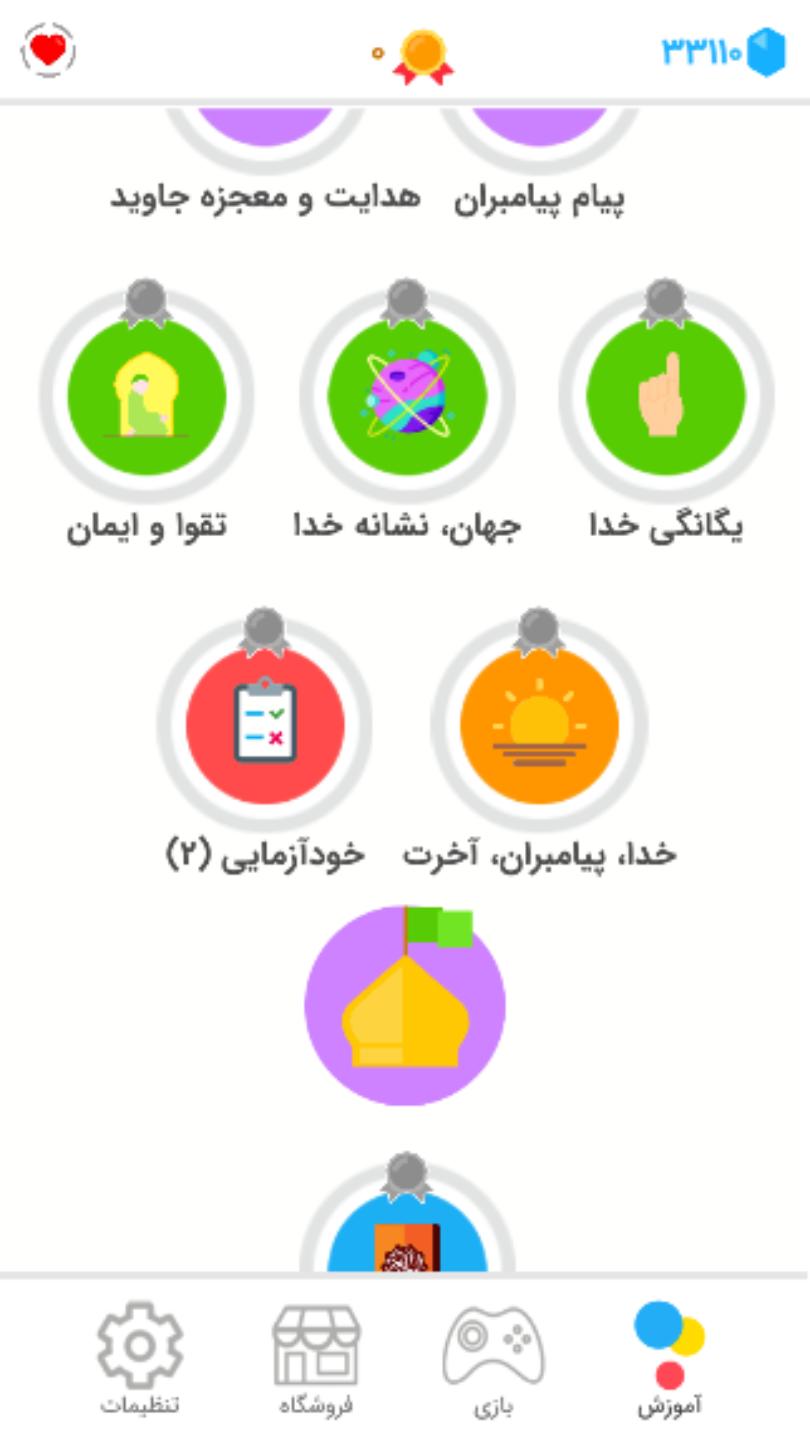 ۳۳۱۱۰ ۰
پیام پیامبران هدایت و معجزه جاوید
یگانگی خدا جهان، نشانه خدا تقوا و ایمان
خدا، پیامبران، آخرت خودآزمایی (۲)
آموزش بازی فروشگاه تنظیمات